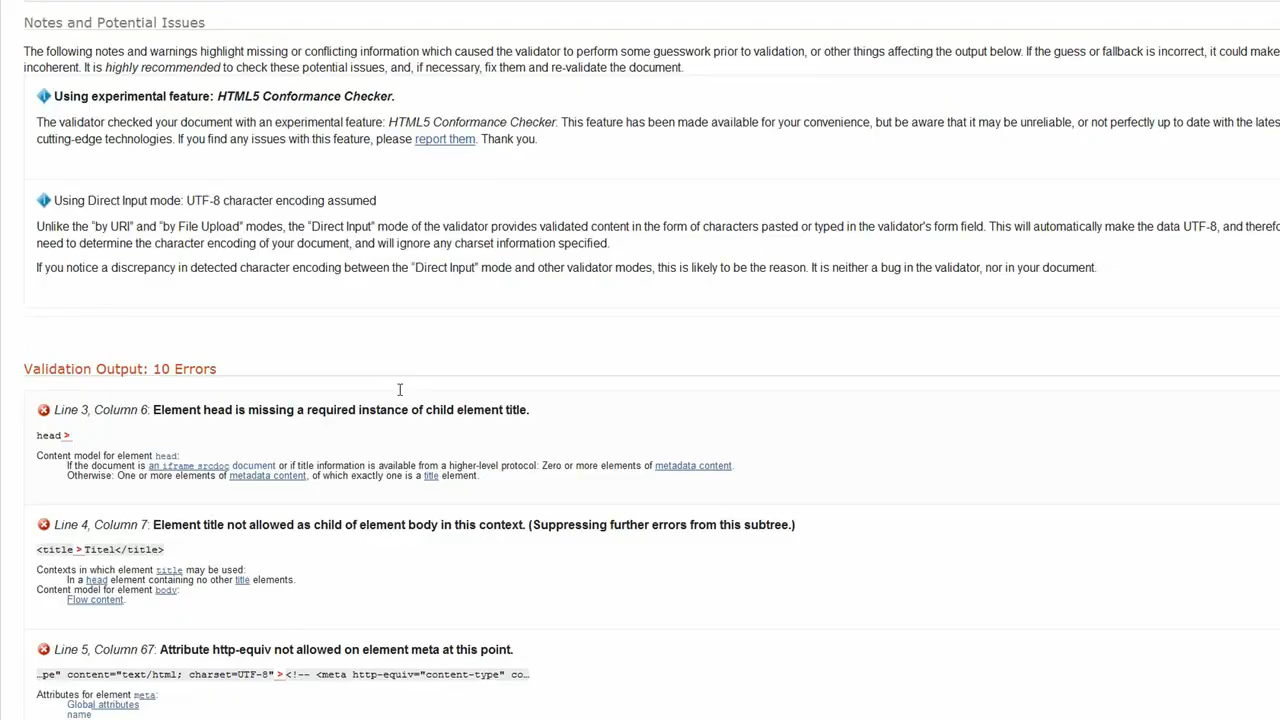 Notes and Potential Issues
The following notes and warnings highlight missing or conflicting information which caused the validator to perform some guesswork prior to validation, or other things affecting the output below. If the guess or fallback is incorrect, it could make
incoherent. It is highly recommended to check these potential issues, and, if necessary, fix them and re-validate the document.
Using experimental feature: HTML5 Conformance Checker.
The validator checked your document with an experimental feature: HTML5 Conformance Checker. This feature has been made available for your convenience, but be aware that it may be unreliable, or not perfectly up to date with the lates
cutting-edge technologies. If you find any issues with this feature, please report them. Thank you.
Using Direct Input mode: UTF-8 character encoding assumed
Unlike the "by URI" and "by File Upload" modes, the "Direct Input" mode of the validator provides validated content in the form of characters pasted or typed in the validator's form field. This will automatically make the data UTF-8, and therefo
need to determine the character encoding of your document, and will ignore any charset information specified.
If you notice a discrepancy in detected character encoding between the "Direct Input" mode and other validator modes, this is likely to be the reason. It is neither a bug in the validator, nor in your document.
Validation Output: 10 Errors
Line 3, Column 6: Element head is missing a required instance of child element title.
head>
Content model for element head:
If the document is an iframe srcdoc document or if title information is available from a higher-level protocol: Zero or more elements of metadata content.
Otherwise: One or more elements of metadata content, of which exactly one is a title element.
Line 4, Column 7: Element title not allowed as child of element body in this context. (Suppressing further errors from this subtree.)
<title>Titel</title>
Contexts in which element title may be used:
In a head element containing no other title elements.
Content model for element body:
Flow content.
Line 5, Column 67: Attribute http-equiv not allowed on element meta at this point.
…pe" content="text/html; charset=UTF-8"><!-- <meta http-equiv="content-type" co…
Attributes for element meta:
Global attributes
name